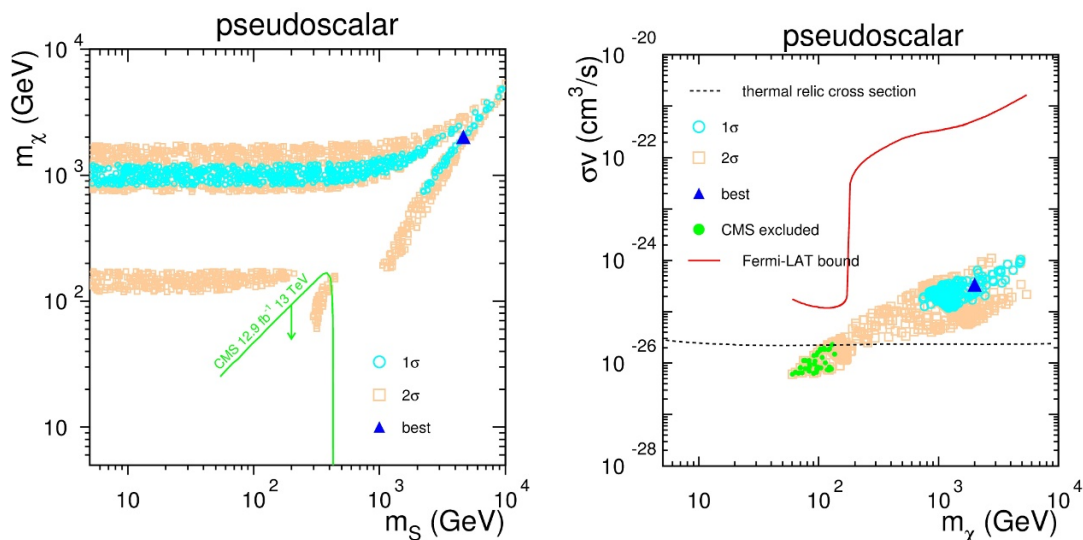 pseudoscalar
m_χ (GeV)
10^4
10^3
10^2
10
CMS 12.9 fb^-1 13 TeV
1σ
2σ
best
10
10^2
10^3
10^4
m_S (GeV)
pseudoscalar
σv (cm^3/s)
10^-20
10^-22
10^-24
10^-26
10^-28
thermal relic cross section
1σ
2σ
best
CMS excluded
Fermi-LAT bound
10
10^2
10^3
10^4
m_χ (GeV)